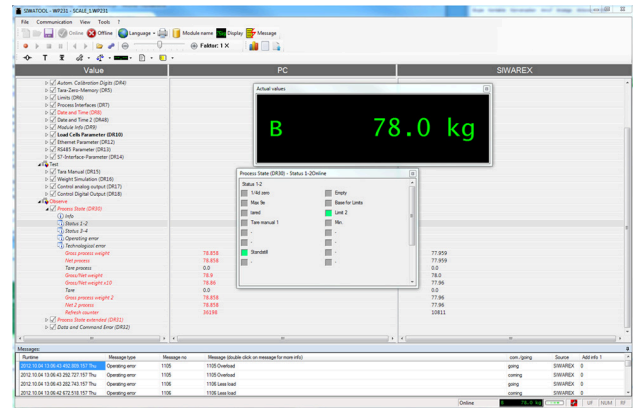 SIWATOOL - WP231 - SCALE_1.WP231
File Communication View Tools ?
Online Offline Language Module name Display Message
Faktor: 1 X
T
Value PC SIWAREX
Autom. Calibration Digits (DR4)
Tara-Zero-Memory (DR5)
Limits (DR6)
Process Interfaces (DR7)
Date and Time (DR8)
Date and Time 2 (DR48)
Module Info (DR9)
Load Cells Parameter (DR10)
Ethernet Parameter (DR12)
RS485 Parameter (DR13)
S7-Interface-Parameter (DR14)
Test
Tara Manual (DR15)
Weight Simulation (DR16)
Control analog output (DR17)
Control Digital Output (DR18)
Observe
Process State (DR30)
Info
Status 1-2
Status 3-4
Operating error
Technological error
Gross process weight 78.858 77.959
Net process 78.858 77.959
Tare process 0.0 0.0
Gross/Net weight 78.9 78.0
Gross/Net weight x10 78.86 77.96
Tare 0.0 0.0
Gross process weight 2 78.858 77.96
Net 2 process 78.858 77.96
Refresh counter 36198 10811
Process State extended (DR31)
Data and Command Error (DR32)
Actual values
B 78.0 kg
Process State (DR30) - Status 1-2Online
Status 1-2
1/4d zero Empty
Max 9e Base for Limits
tared Limit 2
Tare manual 1 Min.
- -
- -
Standstill -
- -
Messages:
Runtime Message type Message no Message (double click on message for more info) com./going Source Add info 1
2012.10.04 13:06:43 492.808.157 Thu Operating error 1105 1105 Overload going SIWAREX 0
2012.10.04 13:06:43 292.727.157 Thu Operating error 1105 1105 Overload coming SIWAREX 0
2012.10.04 13:06:43 282.743.157 Thu Operating error 1106 1106 Less load going SIWAREX 0
2012.10.04 13:06:42 672.518.157 Thu Operating error 1106 1106 Less load coming SIWAREX 0
Online B 78.0 kg UF NUM RF